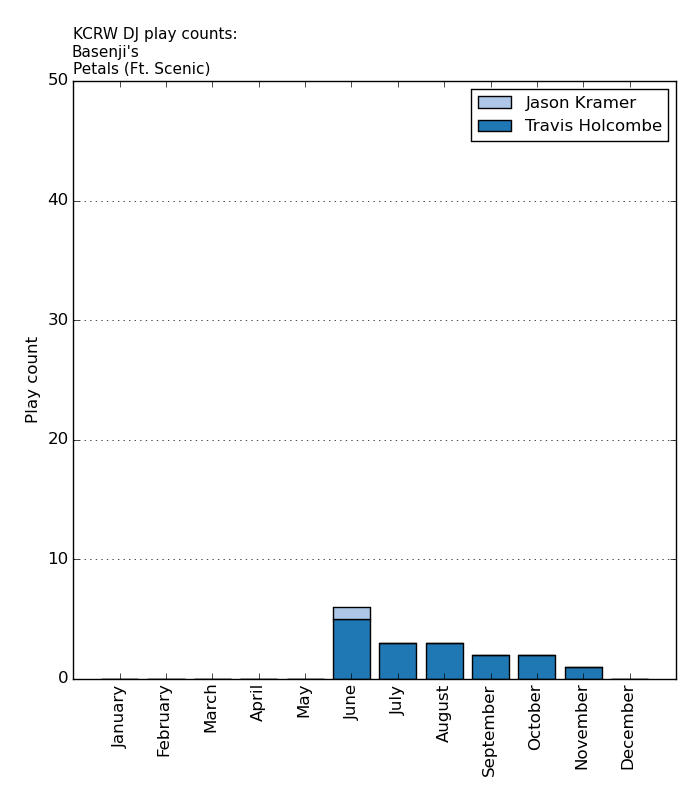 KCRW DJ play counts:
Basenji's
Petals (Ft. Scenic)
Jason Kramer
Travis Holcombe
Play count
50
40
30
20
10
0
January
February
March
April
May
June
July
August
September
October
November
December